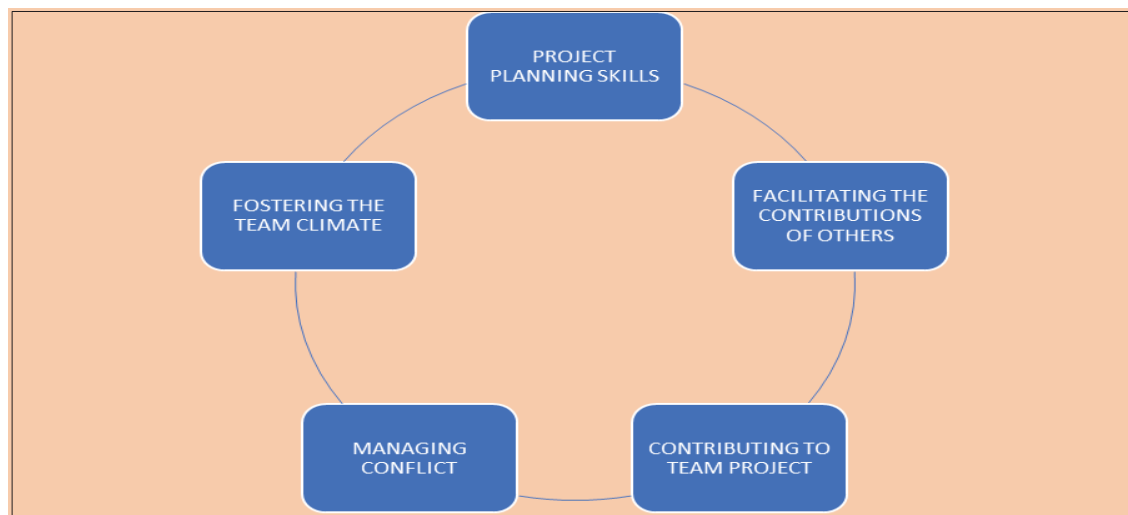 PROJECT
PLANNING SKILLS
FACILITATING THE
CONTRIBUTIONS
OF OTHERS
CONTRIBUTING TO
TEAM PROJECT
MANAGING
CONFLICT
FOSTERING THE
TEAM CLIMATE